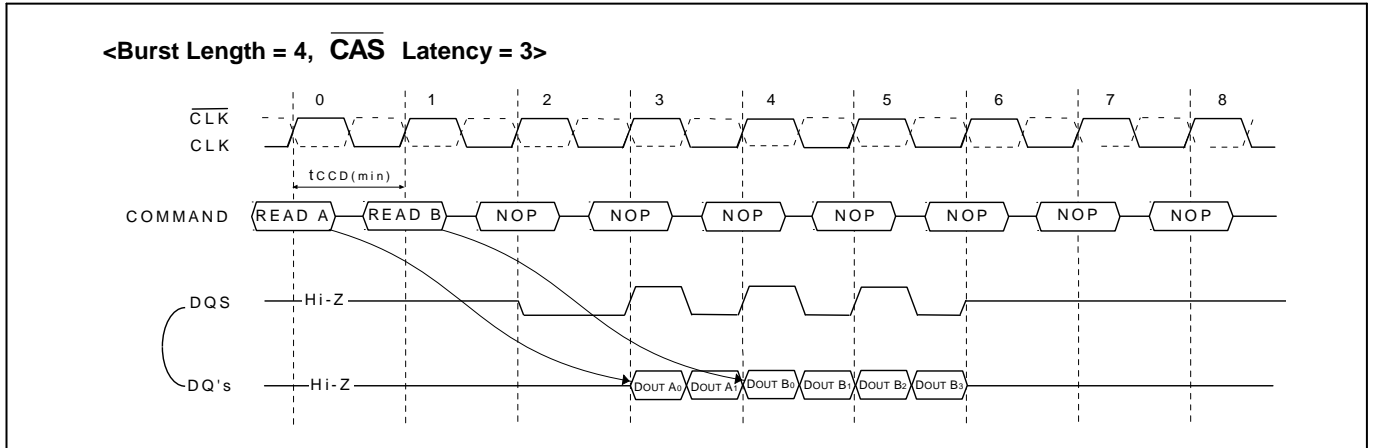 <Burst Length = 4, CAS Latency = 3>
0 1 2 3 4 5 6 7 8
CLK
CLK
tCCD(min)
COMMAND READ A READ B NOP NOP NOP NOP NOP NOP NOP
DQS Hi-Z
DQ's Hi-Z DOUT A0 DOUT A1 DOUT B0 DOUT B1 DOUT B2 DOUT B3